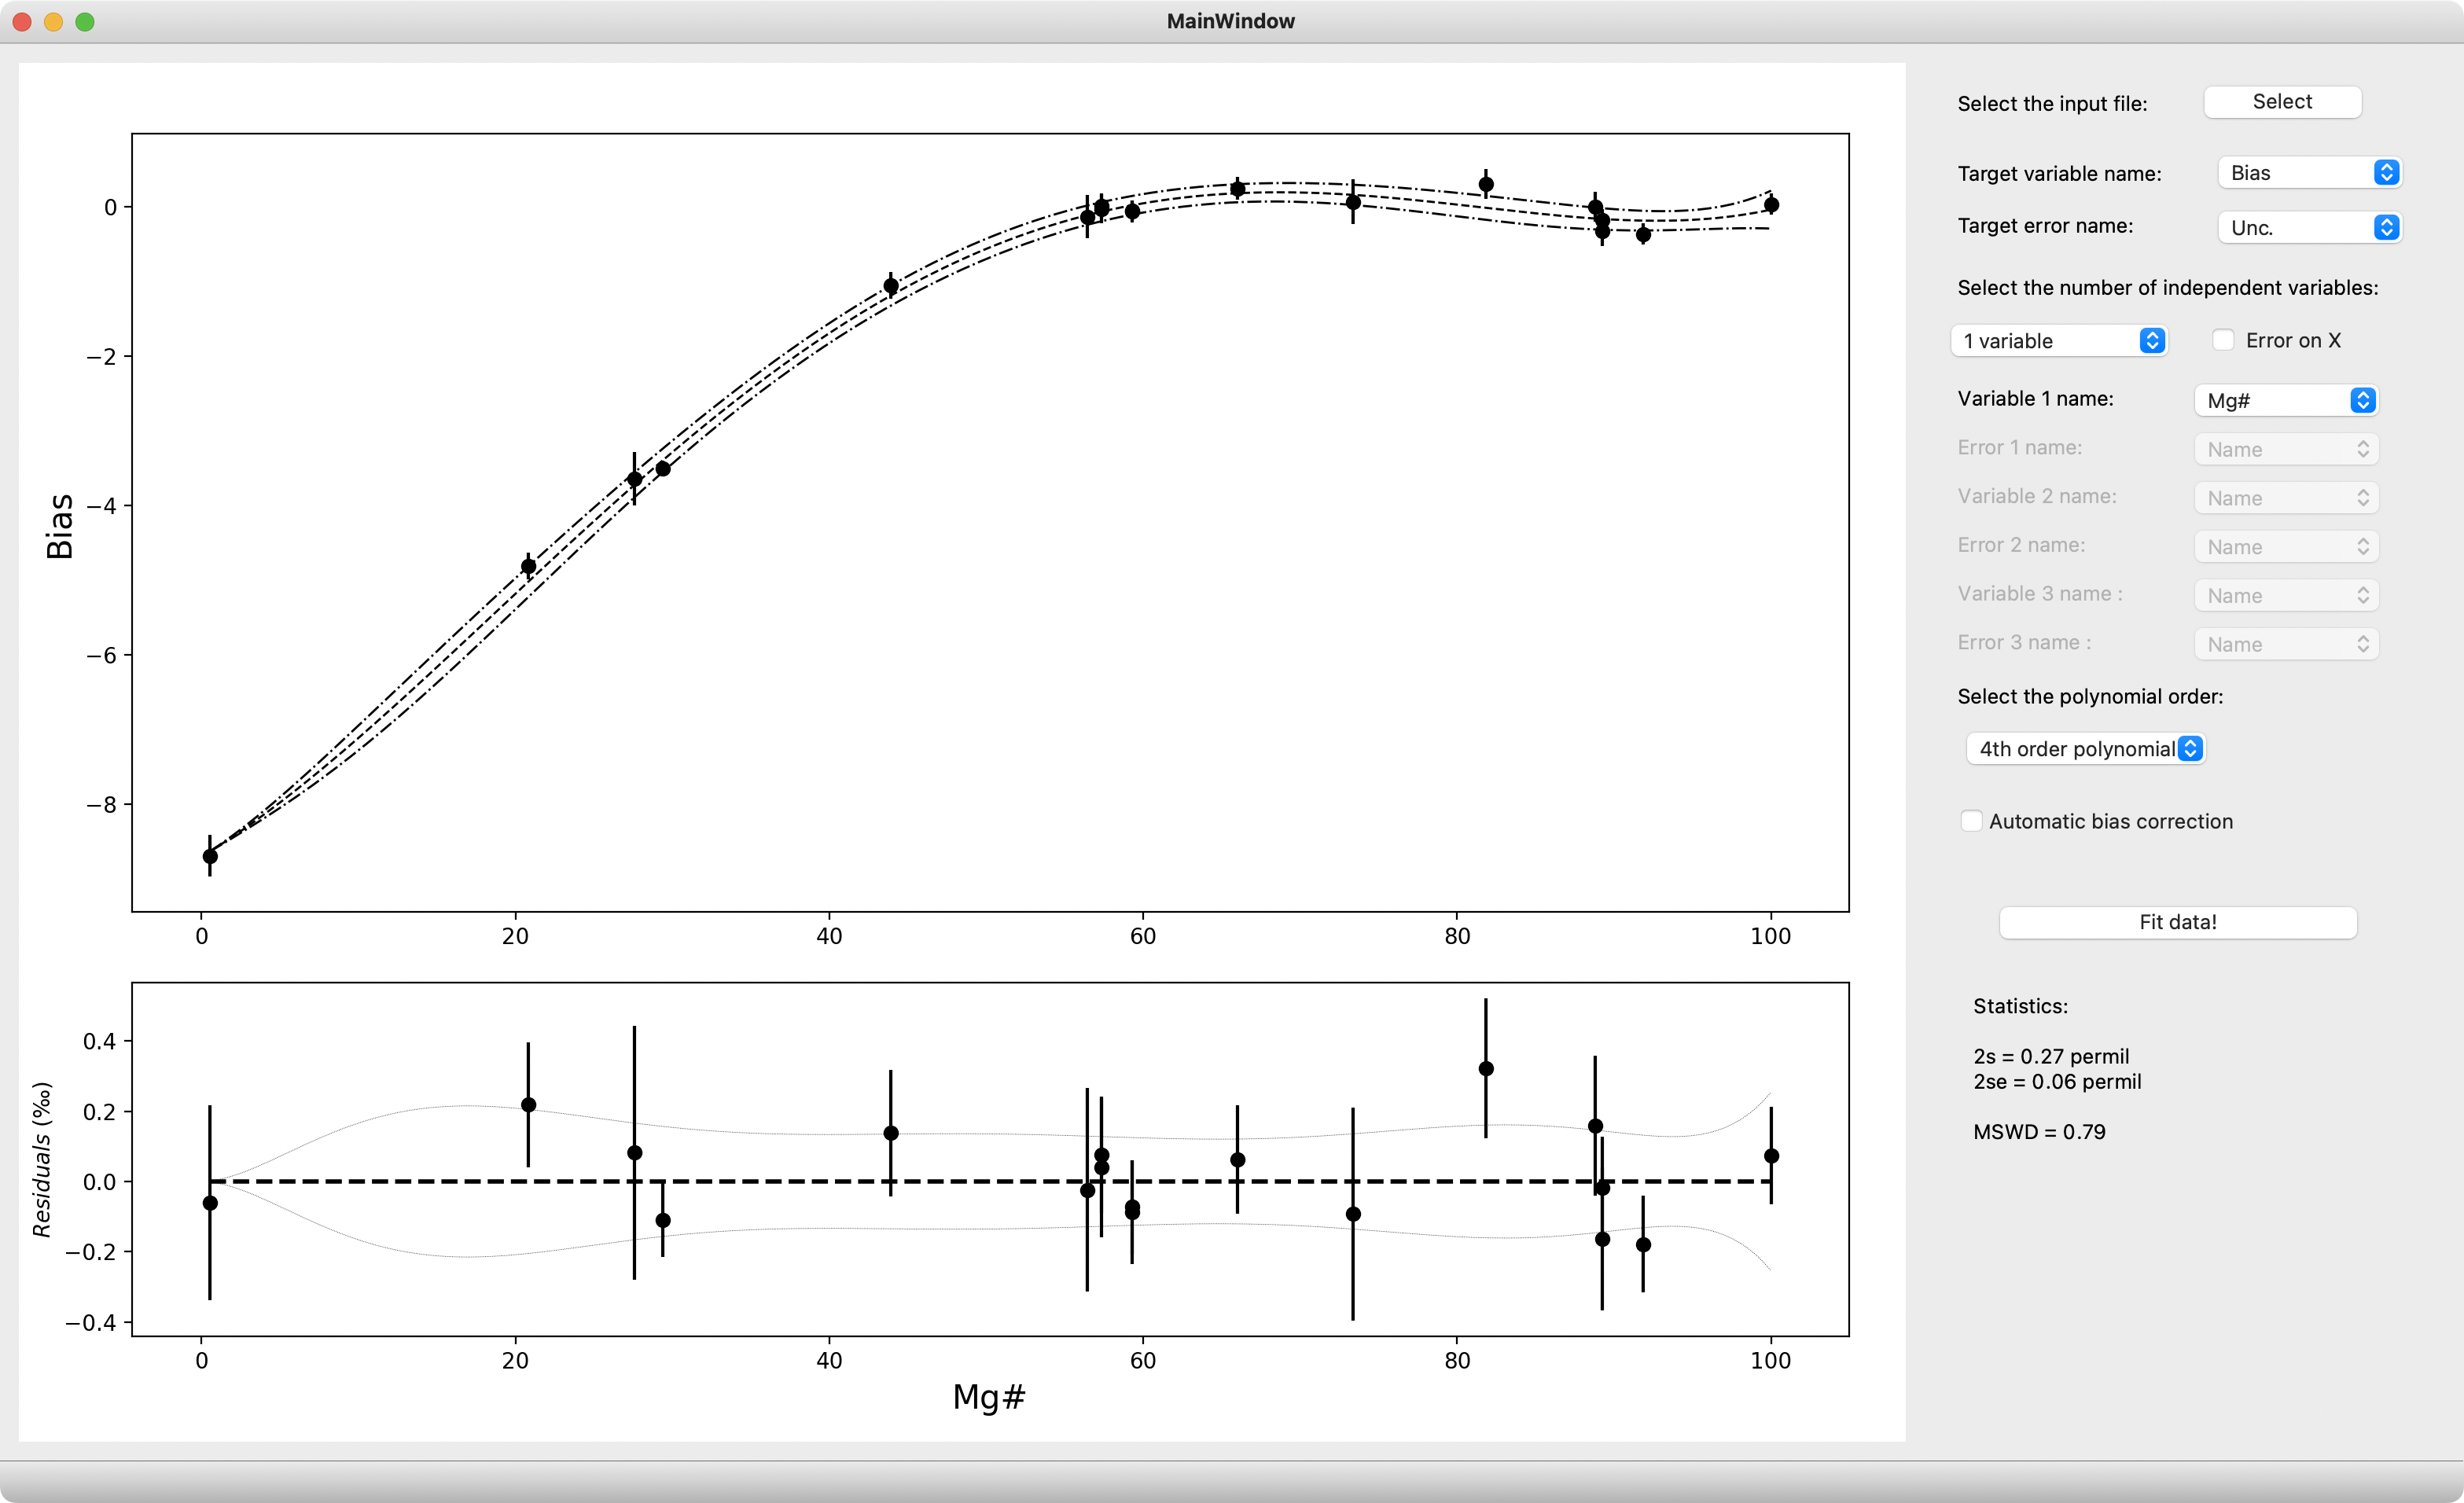 MainWindow
0
−2
−4
−6
−8
Bias
0 20 40 60 80 100
0.4
0.2
0.0
−0.2
−0.4
Residuals (‰)
0 20 40 60 80 100
Mg#
Select the input file: Select
Target variable name: Bias
Target error name: Unc.
Select the number of independent variables:
1 variable Error on X
Variable 1 name: Mg#
Error 1 name: Name
Variable 2 name: Name
Error 2 name: Name
Variable 3 name : Name
Error 3 name : Name
Select the polynomial order:
4th order polynomial
Automatic bias correction
Fit data!
Statistics:
2s = 0.27 permil
2se = 0.06 permil
MSWD = 0.79